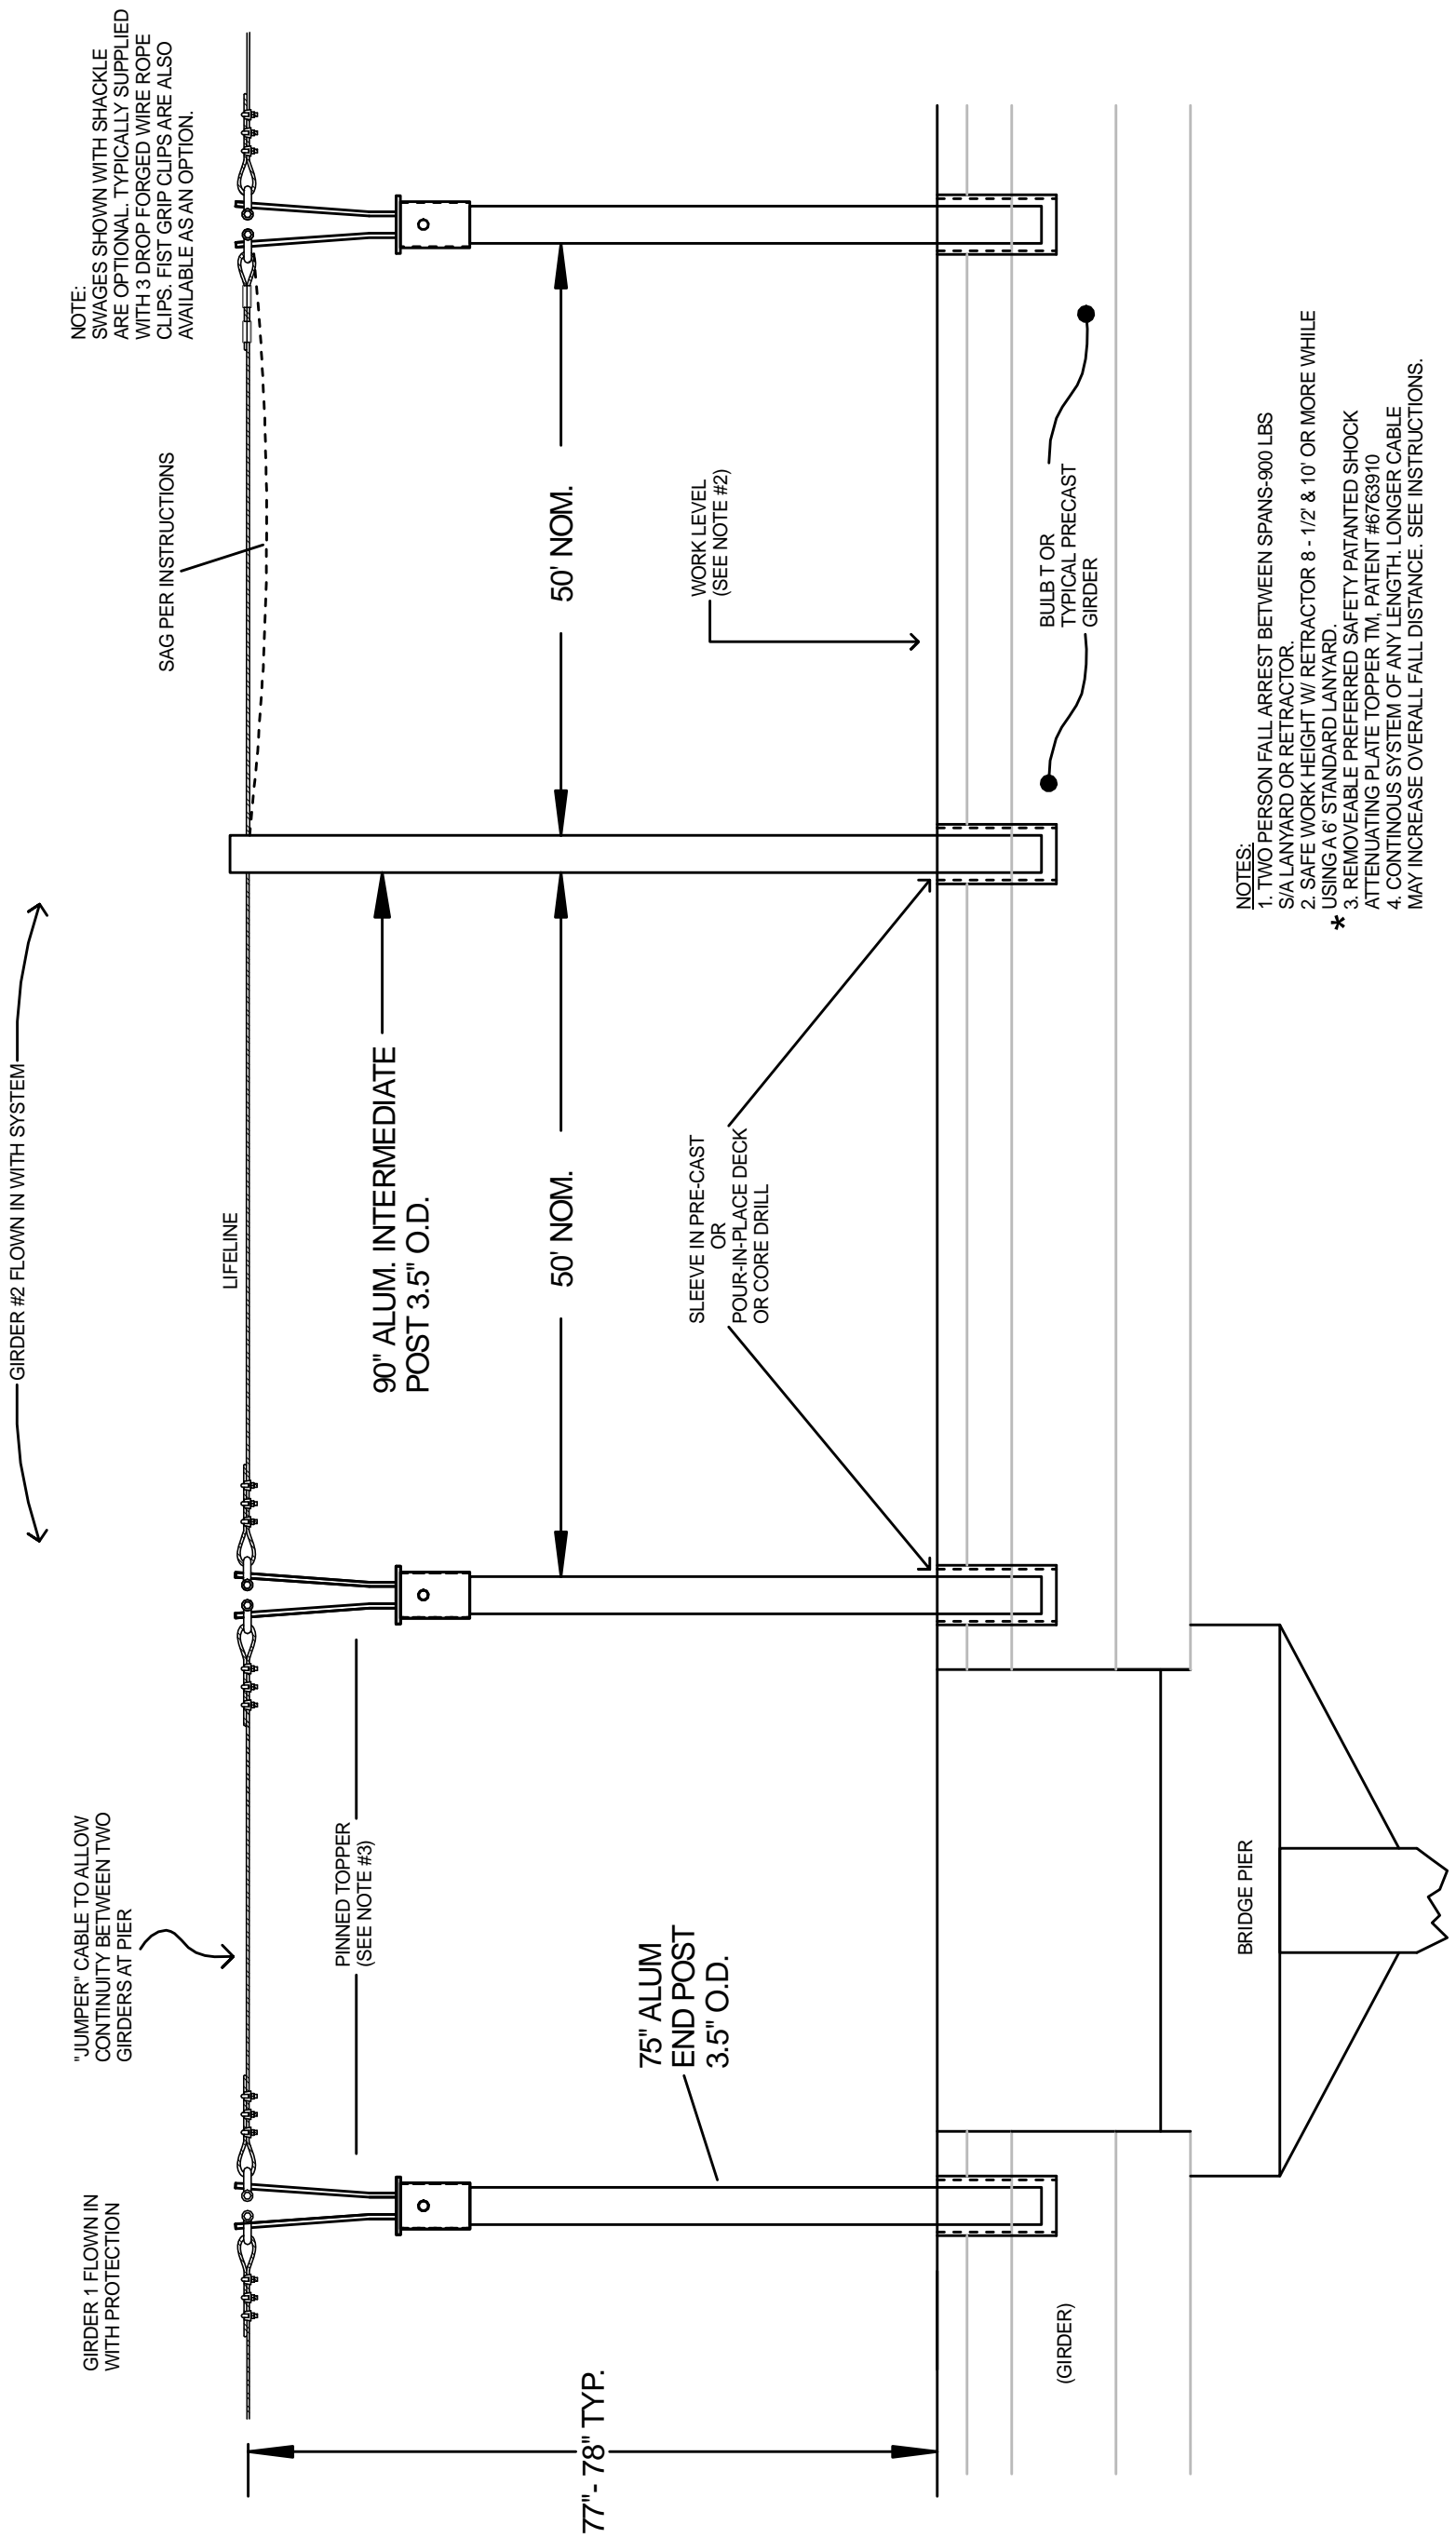 GIRDER #2 FLOWN IN WITH SYSTEM
GIRDER 1 FLOWN IN
WITH PROTECTION
"JUMPER" CABLE TO ALLOW
CONTINUITY BETWEEN TWO
GIRDERS AT PIER
LIFELINE
SAG PER INSTRUCTIONS
NOTE:
SWAGES SHOWN WITH SHACKLE
ARE OPTIONAL. TYPICALLY SUPPLIED
WITH 3 DROP FORGED WIRE ROPE
CLIPS. FIST GRIP CLIPS ARE ALSO
AVAILABLE AS AN OPTION.
PINNED TOPPER
(SEE NOTE #3)
90" ALUM. INTERMEDIATE
POST 3.5" O.D.
77"- 78" TYP.
75" ALUM
END POST
3.5" O.D.
50' NOM.
50' NOM.
SLEEVE IN PRE-CAST
OR
POUR-IN-PLACE DECK
OR CORE DRILL
WORK LEVEL
(SEE NOTE #2)
(GIRDER)
BULB T OR
TYPICAL PRECAST
GIRDER
BRIDGE PIER
NOTES:
1. TWO PERSON FALL ARREST BETWEEN SPANS-900 LBS
S/A LANYARD OR RETRACTOR.
2. SAFE WORK HEIGHT W/ RETRACTOR 8 - 1/2' & 10' OR MORE WHILE
USING A 6' STANDARD LANYARD.
* 3. REMOVEABLE PREFERRED SAFETY PATANTED SHOCK
ATTENUATING PLATE TOPPER TM, PATENT #6763910
4. CONTINOUS SYSTEM OF ANY LENGTH. LONGER CABLE
MAY INCREASE OVERALL FALL DISTANCE. SEE INSTRUCTIONS.